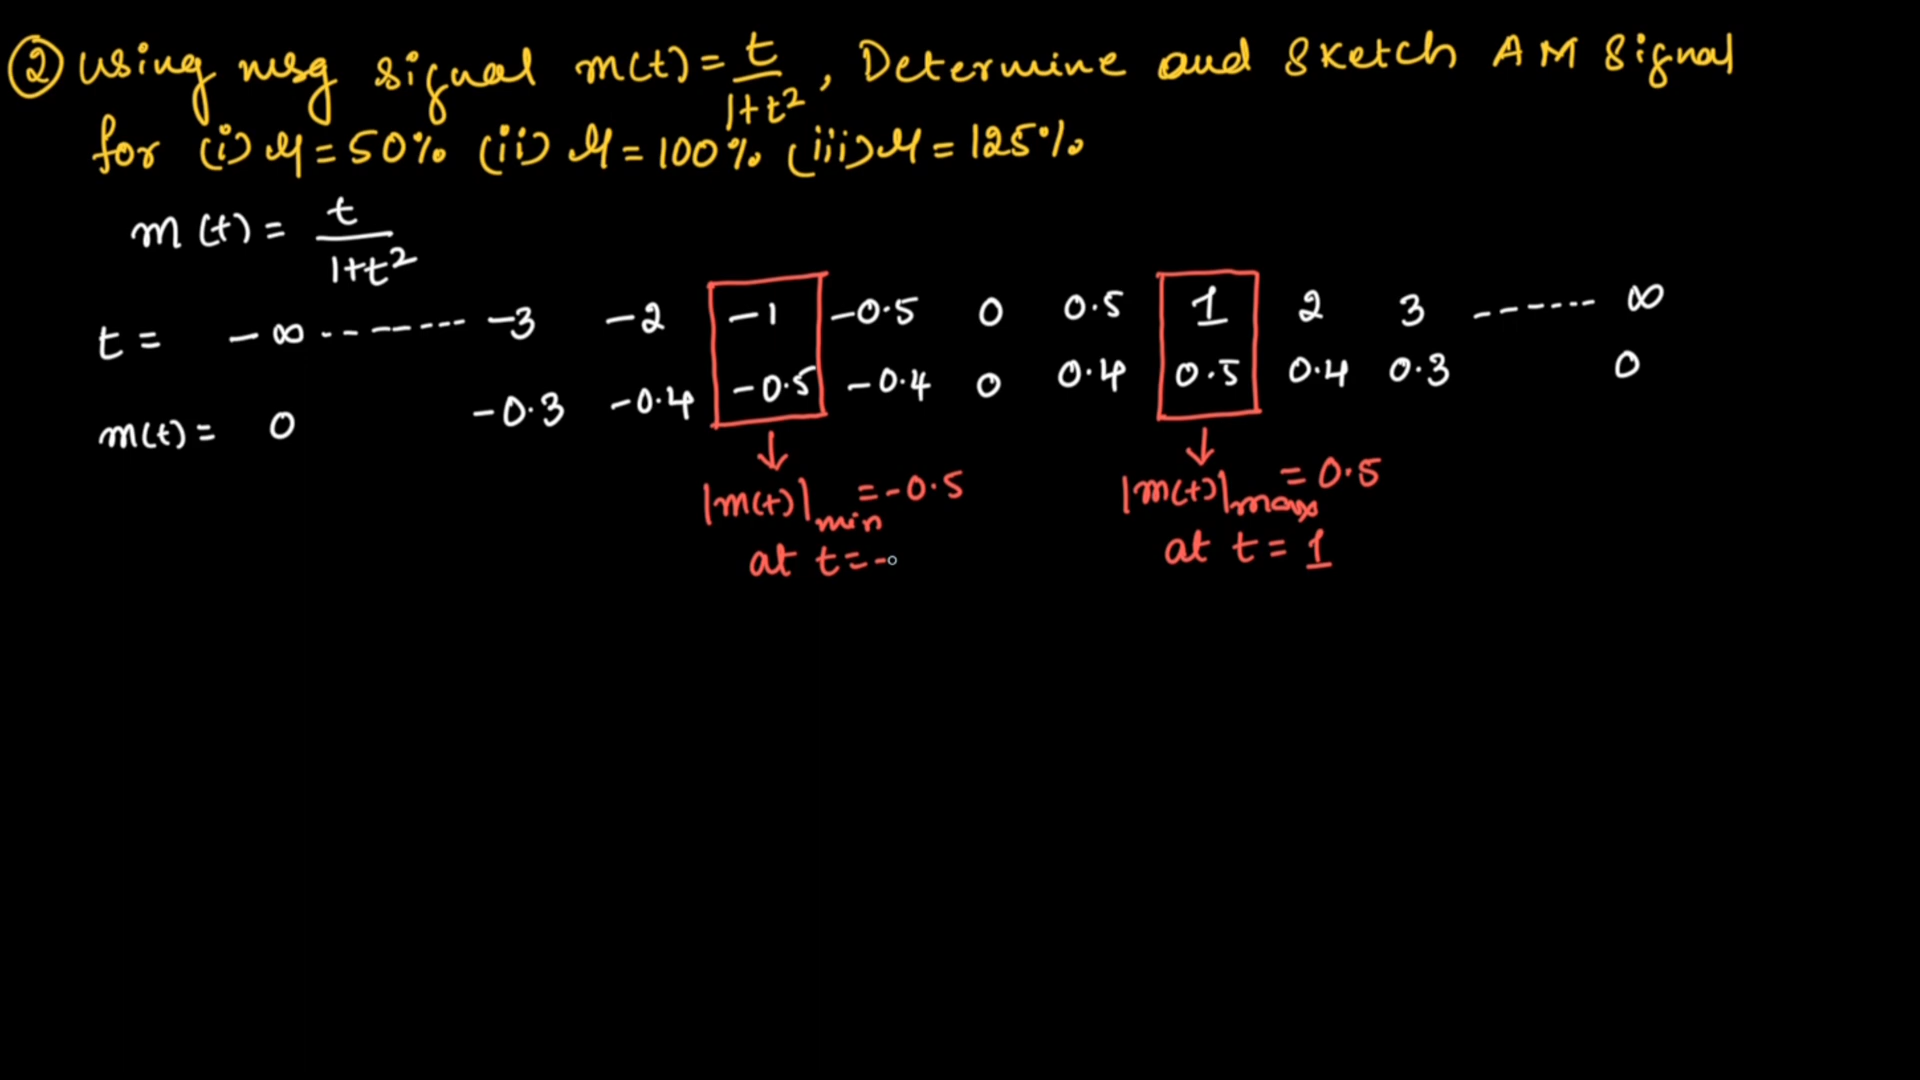 ② Using msg signal m(t) = t/(1+t²), Determine and Sketch AM Signal
for (i) μ = 50% (ii) μ = 100% (iii) μ = 125%
m(t) = t/(1+t²)
t = -∞ -------- -3 -2 -1 -0.5 0 0.5 1 2 3 ------- ∞
m(t) = 0 -0.3 -0.4 -0.5 -0.4 0 0.4 0.5 0.4 0.3 0
↓ ↓
|m(t)|min = -0.5 |m(t)|max = 0.5
at t = - at t = 1